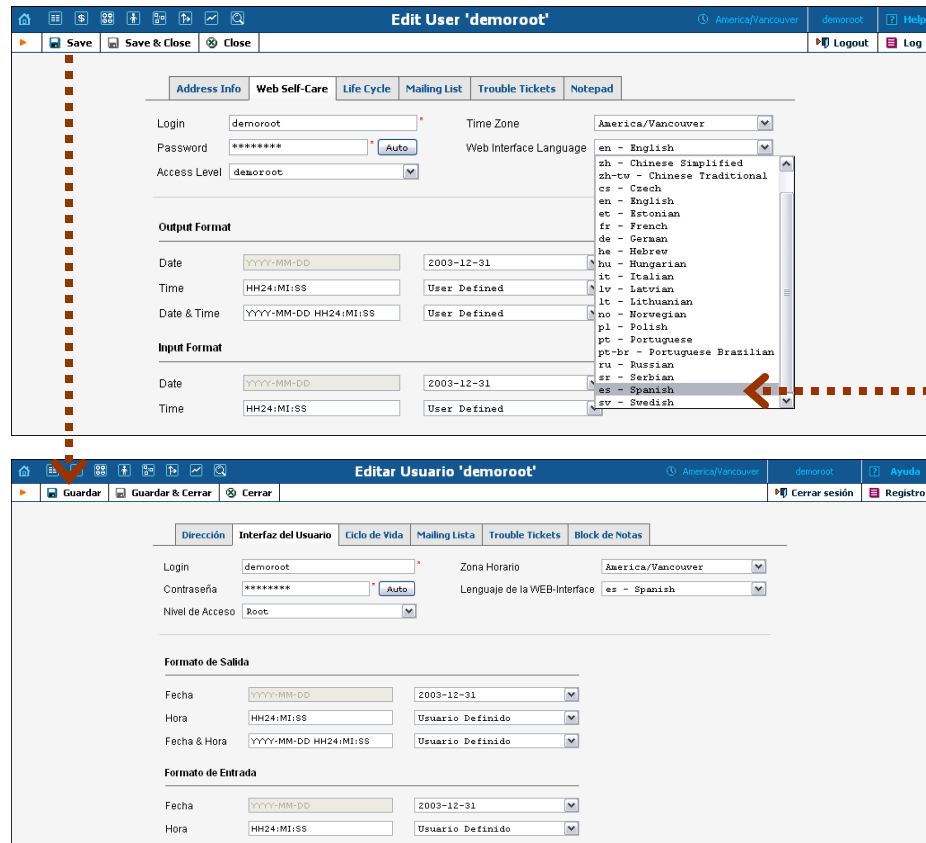 Edit User 'demoroot' America/Vancouver demoroot ? Help
Save Save & Close Close Logout Log
Address Info Web Self-Care Life Cycle Mailing List Trouble Tickets Notepad
Login demoroot * Time Zone America/Vancouver
Password ******** * Auto Web Interface Language en - English
Access Level demoroot
zh - Chinese Simplified
zh-tw - Chinese Traditional
cs - Czech
en - English
et - Estonian
fr - French
de - German
he - Hebrew
hu - Hungarian
it - Italian
lv - Latvian
lt - Lithuanian
no - Norwegian
pl - Polish
pt - Portuguese
pt-br - Portuguese Brazilian
ru - Russian
sr - Serbian
es - Spanish
sv - Swedish
Output Format
Date YYYY-MM-DD 2003-12-31
Time HH24:MI:SS User Defined
Date & Time YYYY-MM-DD HH24:MI:SS User Defined
Input Format
Date YYYY-MM-DD 2003-12-31
Time HH24:MI:SS User Defined
Editar Usuario 'demoroot' America/Vancouver demoroot ? Ayuda
Guardar Guardar & Cerrar Cerrar Cerrar sesión Registro
Dirección Interfaz del Usuario Ciclo de Vida Mailing Lista Trouble Tickets Block de Notas
Login demoroot * Zona Horario America/Vancouver
Contraseña ******** * Auto Lenguaje de la WEB-Interface es - Spanish
Nivel de Acceso Root
Formato de Salida
Fecha YYYY-MM-DD 2003-12-31
Hora HH24:MI:SS Usuario Definido
Fecha & Hora YYYY-MM-DD HH24:MI:SS Usuario Definido
Formato de Entrada
Fecha YYYY-MM-DD 2003-12-31
Hora HH24:MI:SS Usuario Definido